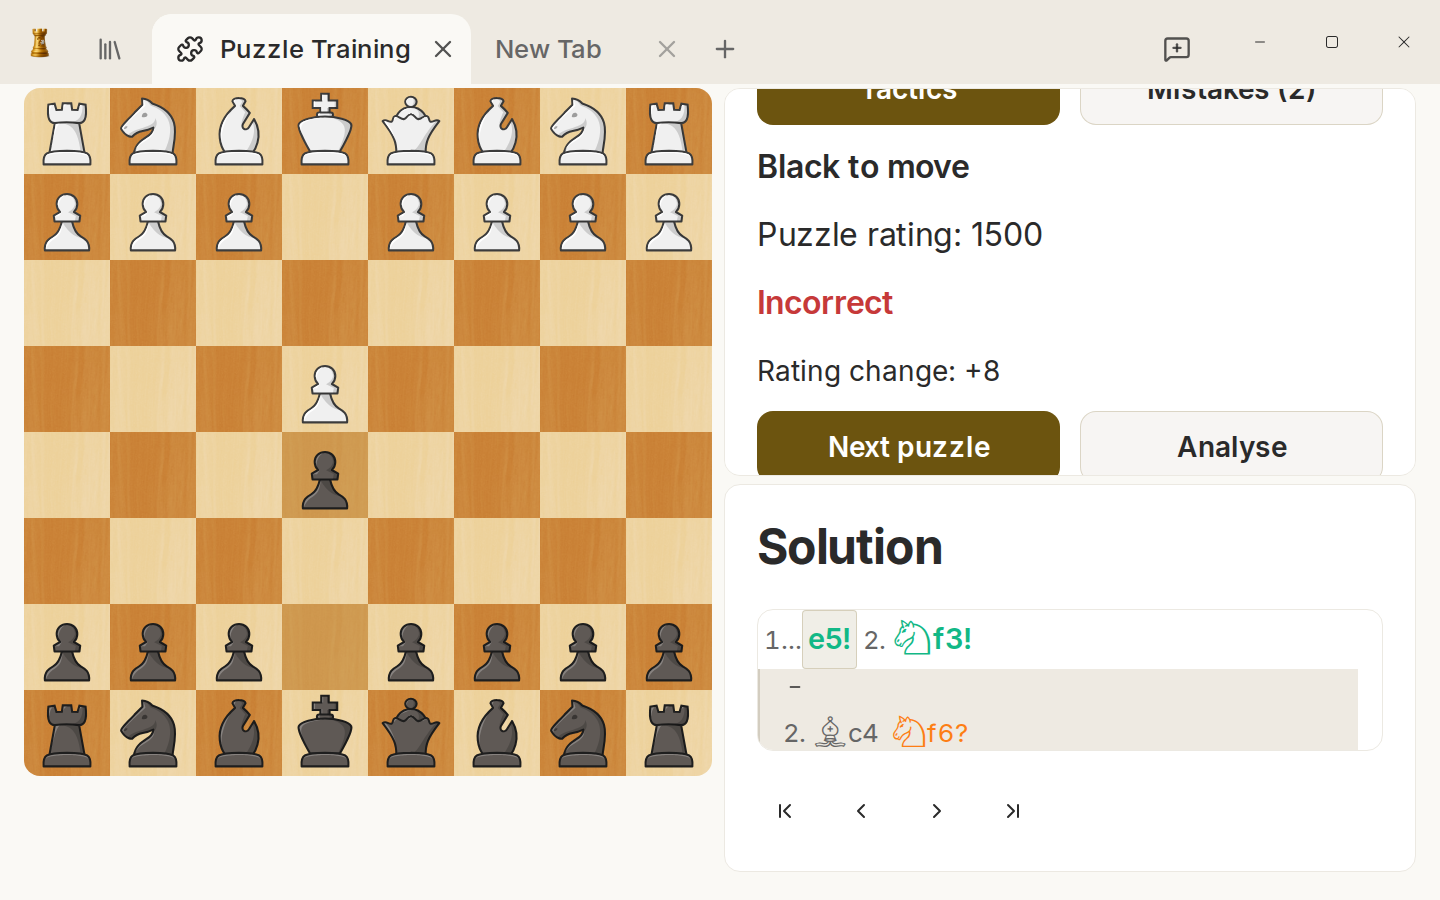 Puzzle Training
New Tab
Tactics
Mistakes (2)
Black to move
Puzzle rating: 1500
Incorrect
Rating change: +8
Next puzzle
Analyse
Solution
1... e5! 2. ♘f3!
–
2. ♗c4 ♘f6?